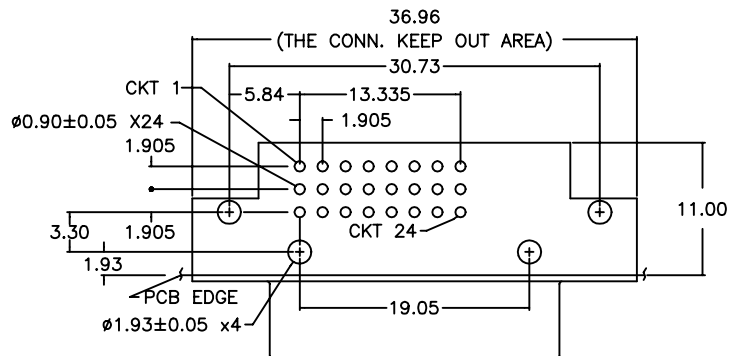 36.96
(THE CONN. KEEP OUT AREA)
30.73
CKT 1
5.84
13.335
ø0.90±0.05 X24
1.905
1.905
11.00
3.30
1.905
CKT 24
1.93
PCB EDGE
19.05
ø1.93±0.05 x4